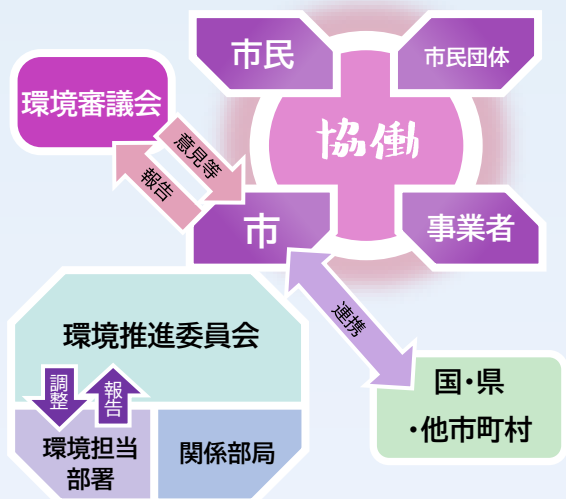 市民
市民団体
環境審議会
協働
意見等
報告
市
事業者
連携
環境推進委員会
国・県
・他市町村
調整
報告
環境担当
部署
関係部局